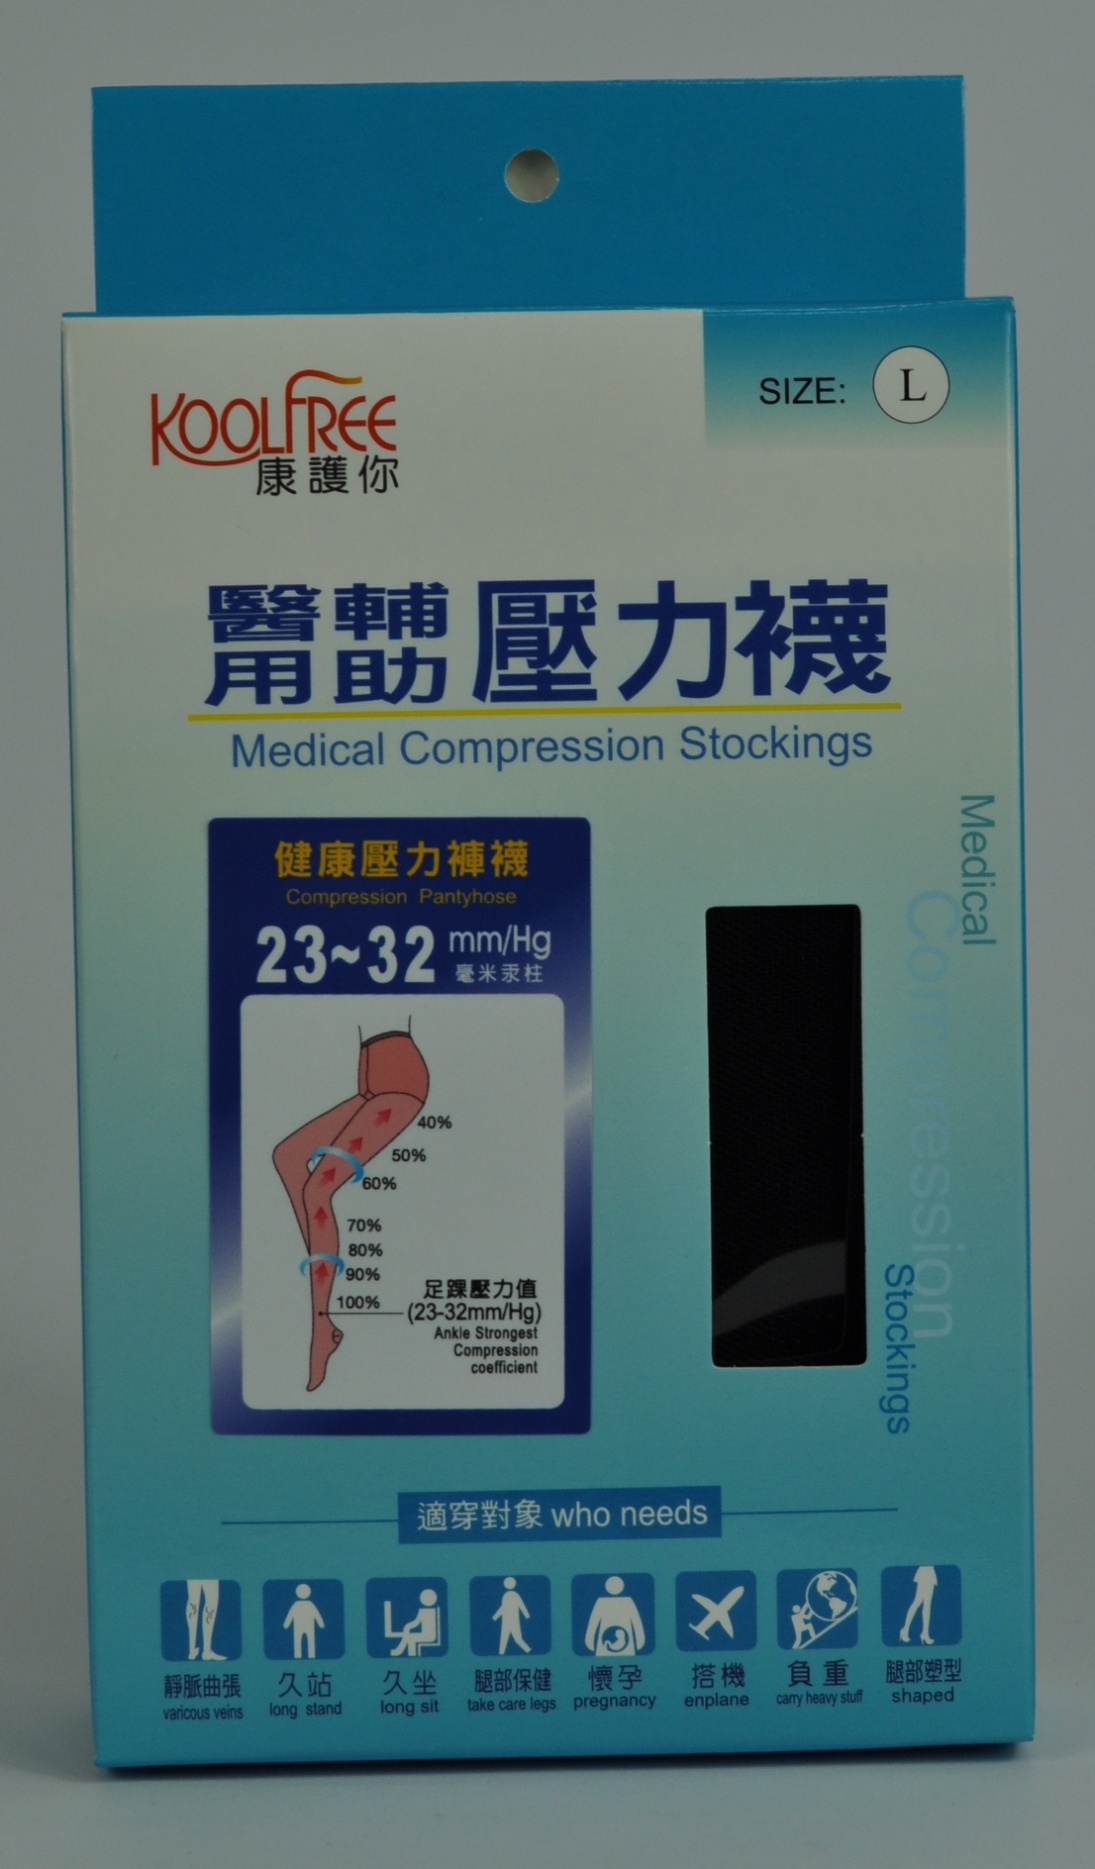 SIZE: L
KOOLFREE
康護你
醫用輔助壓力襪
Medical Compression Stockings
健康壓力褲襪
Compression Pantyhose
23~32 mm/Hg
毫米汞柱
40%
50%
60%
70%
80%
90%
100%
足踝壓力值
(23-32mm/Hg)
Ankle Strongest
Compression
coefficient
Medical
Compression
Stockings
適穿對象 who needs
靜脈曲張
varicous veins
久站
long stand
久坐
long sit
腿部保健
take care legs
懷孕
pregnancy
搭機
enplane
負重
carry heavy stuff
腿部塑型
shaped